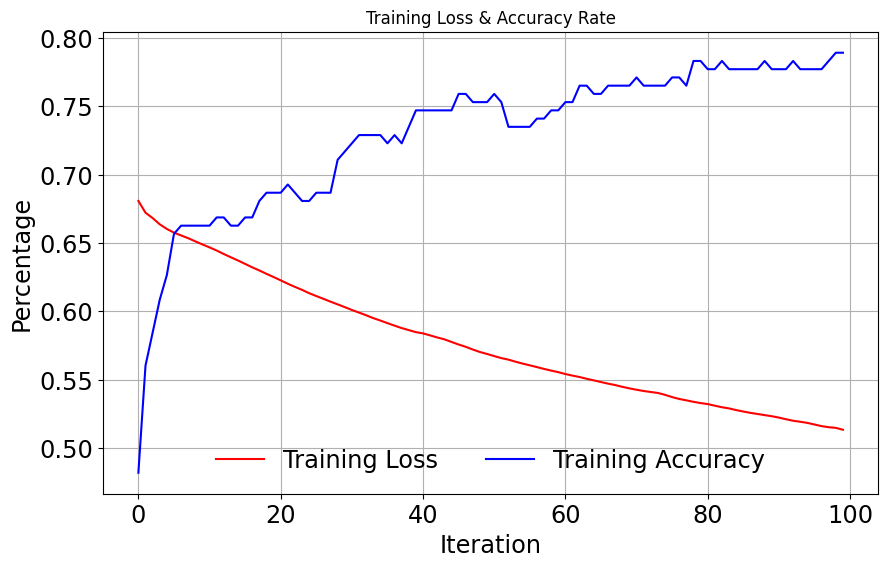 Training Loss & Accuracy Rate
0.80
0.75
0.70
0.65
0.60
0.55
0.50
Percentage
Training Loss
Training Accuracy
0 20 40 60 80 100
Iteration